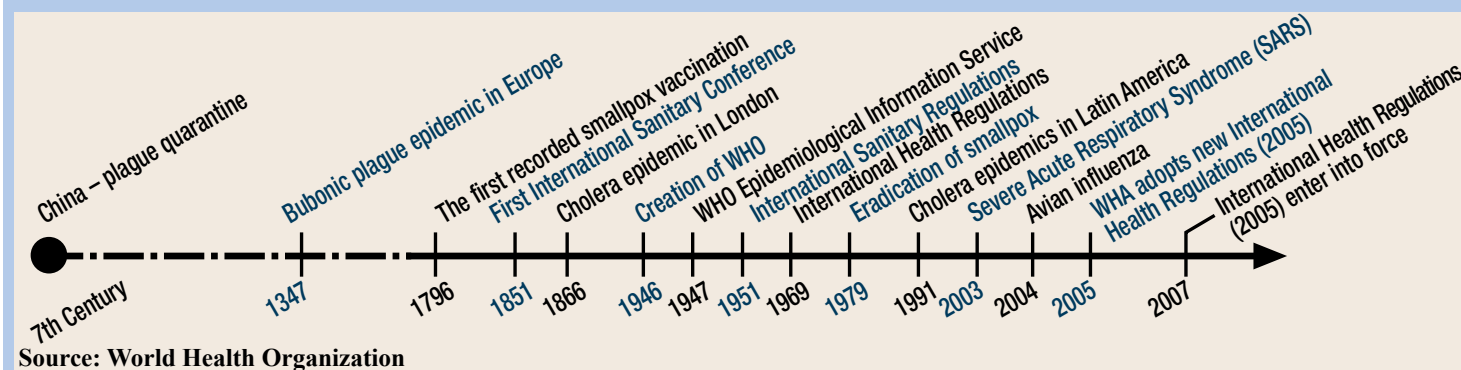 China – plague quarantine
Bubonic plague epidemic in Europe
The first recorded smallpox vaccination
First International Sanitary Conference
Cholera epidemic in London
Creation of WHO
WHO Epidemiological Information Service
International Sanitary Regulations
International Health Regulations
Eradication of smallpox
Cholera epidemics in Latin America
Severe Acute Respiratory Syndrome (SARS)
Avian influenza
WHA adopts new International
Health Regulations (2005)
International Health Regulations
(2005) enter into force
7th Century
1347
1796
1851
1866
1946
1947
1951
1969
1979
1991
2003
2004
2005
2007
Source: World Health Organization